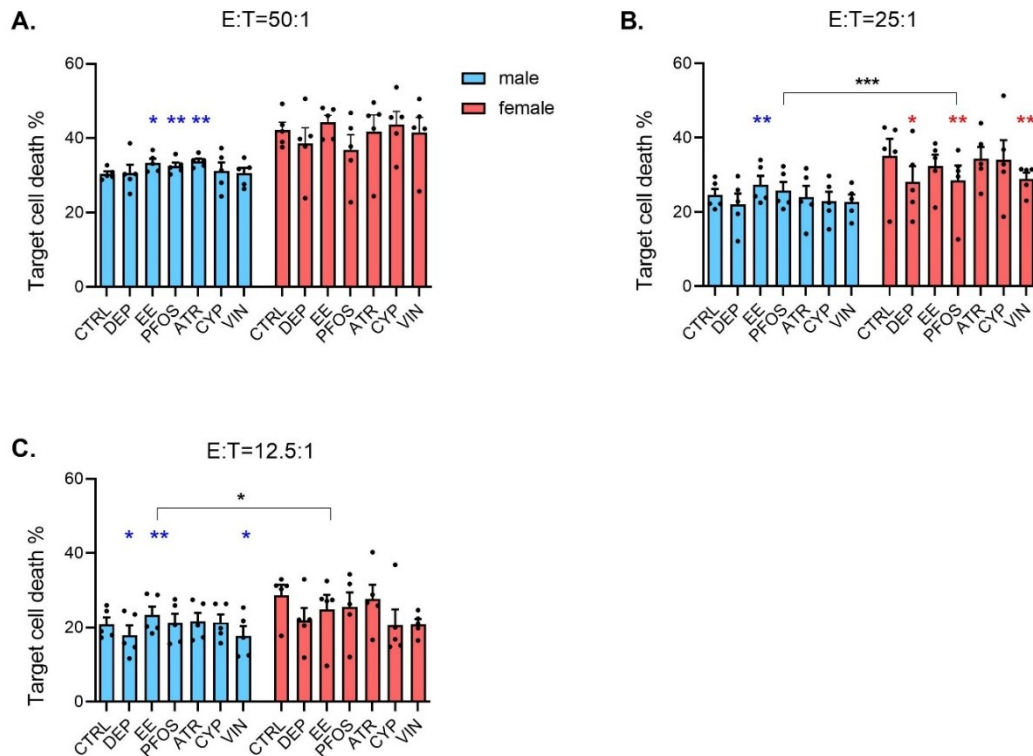 A.
E:T=50:1
Target cell death %
60
40
20
0
* ** **
CTRL DEP EE PFOS ATR CYP VIN CTRL DEP EE PFOS ATR CYP VIN
male
female
B.
E:T=25:1
Target cell death %
60
40
20
0
***
** * ** **
CTRL DEP EE PFOS ATR CYP VIN CTRL DEP EE PFOS ATR CYP VIN
C.
E:T=12.5:1
Target cell death %
60
40
20
0
*
* ** *
CTRL DEP EE PFOS ATR CYP VIN CTRL DEP EE PFOS ATR CYP VIN